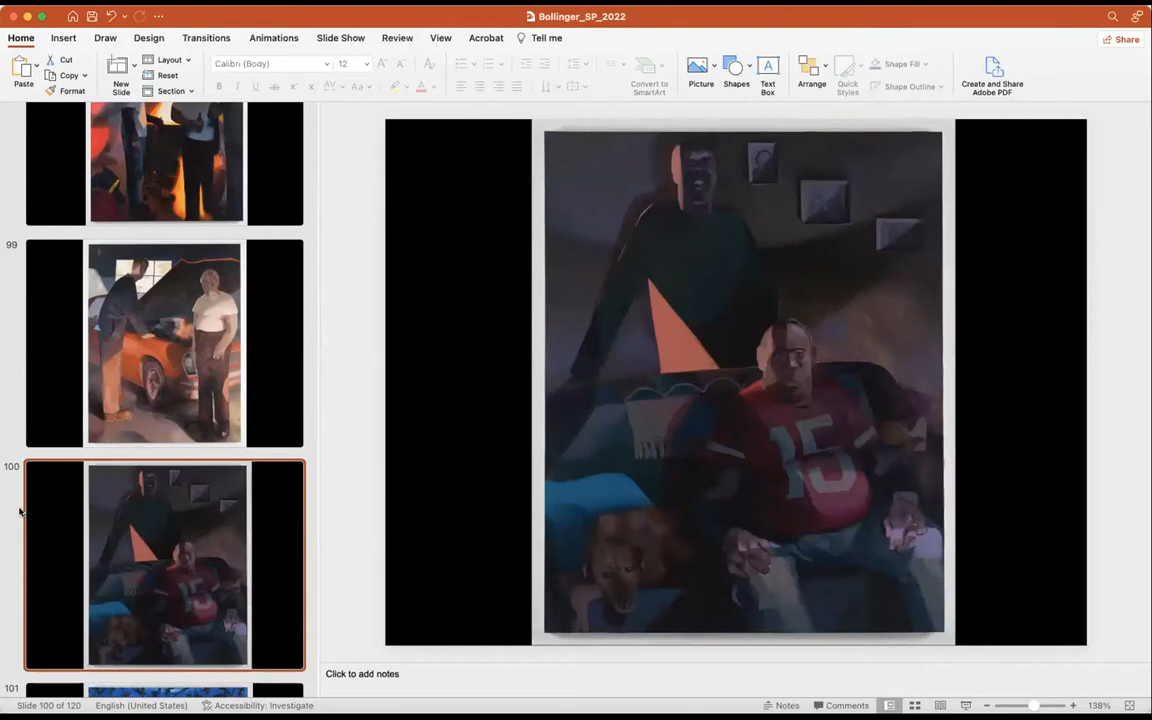 Bollinger_SP_2022
Home Insert Draw Design Transitions Animations Slide Show Review View Acrobat Tell me
Share
Paste
Cut
Copy
Format
New Slide
Layout
Reset
Section
Calibri (Body) 12
Convert to SmartArt
Picture
Shapes
Text Box
Arrange
Quick Styles
Shape Fill
Shape Outline
Create and Share Adobe PDF
99
100
101
15
15
Click to add notes
Slide 100 of 120 English (United States) Accessibility: Investigate Notes Comments 138%